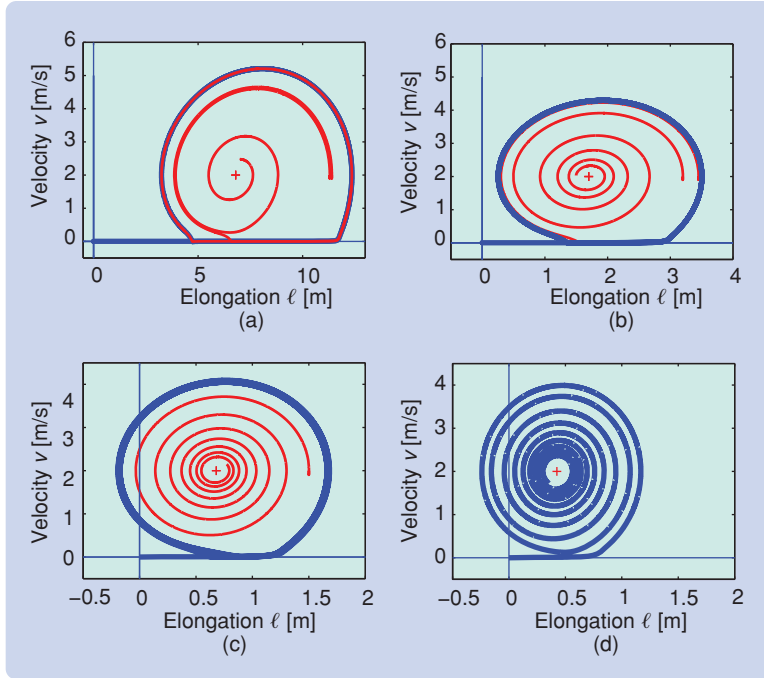 6
5
4
3
2
1
0
Velocity v [m/s]
0 5 10
Elongation ℓ [m]
(a)
6
5
4
3
2
1
0
Velocity v [m/s]
0 1 2 3 4
Elongation ℓ [m]
(b)
4
3
2
1
0
Velocity v [m/s]
−0.5 0 0.5 1 1.5 2
Elongation ℓ [m]
(c)
4
3
2
1
0
Velocity v [m/s]
−0.5 0 0.5 1 1.5 2
Elongation ℓ [m]
(d)